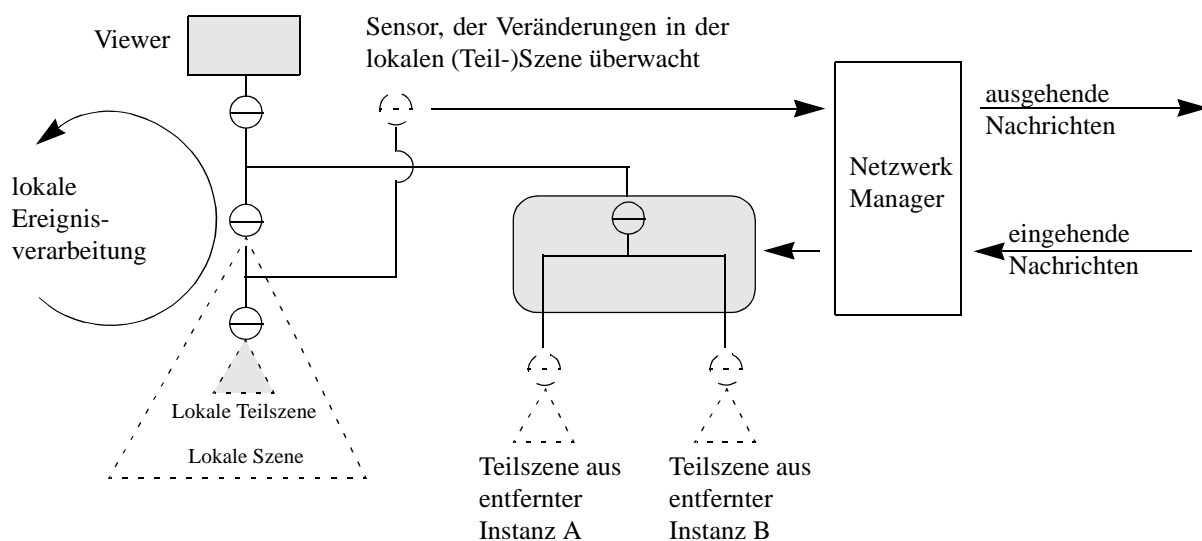 Viewer
Sensor, der Veränderungen in der
lokalen (Teil-)Szene überwacht
ausgehende
Nachrichten
Netzwerk
Manager
lokale
Ereignis-
verarbeitung
eingehende
Nachrichten
Lokale Teilszene
Lokale Szene
Teilszene aus
entfernter
Instanz A
Teilszene aus
entfernter
Instanz B